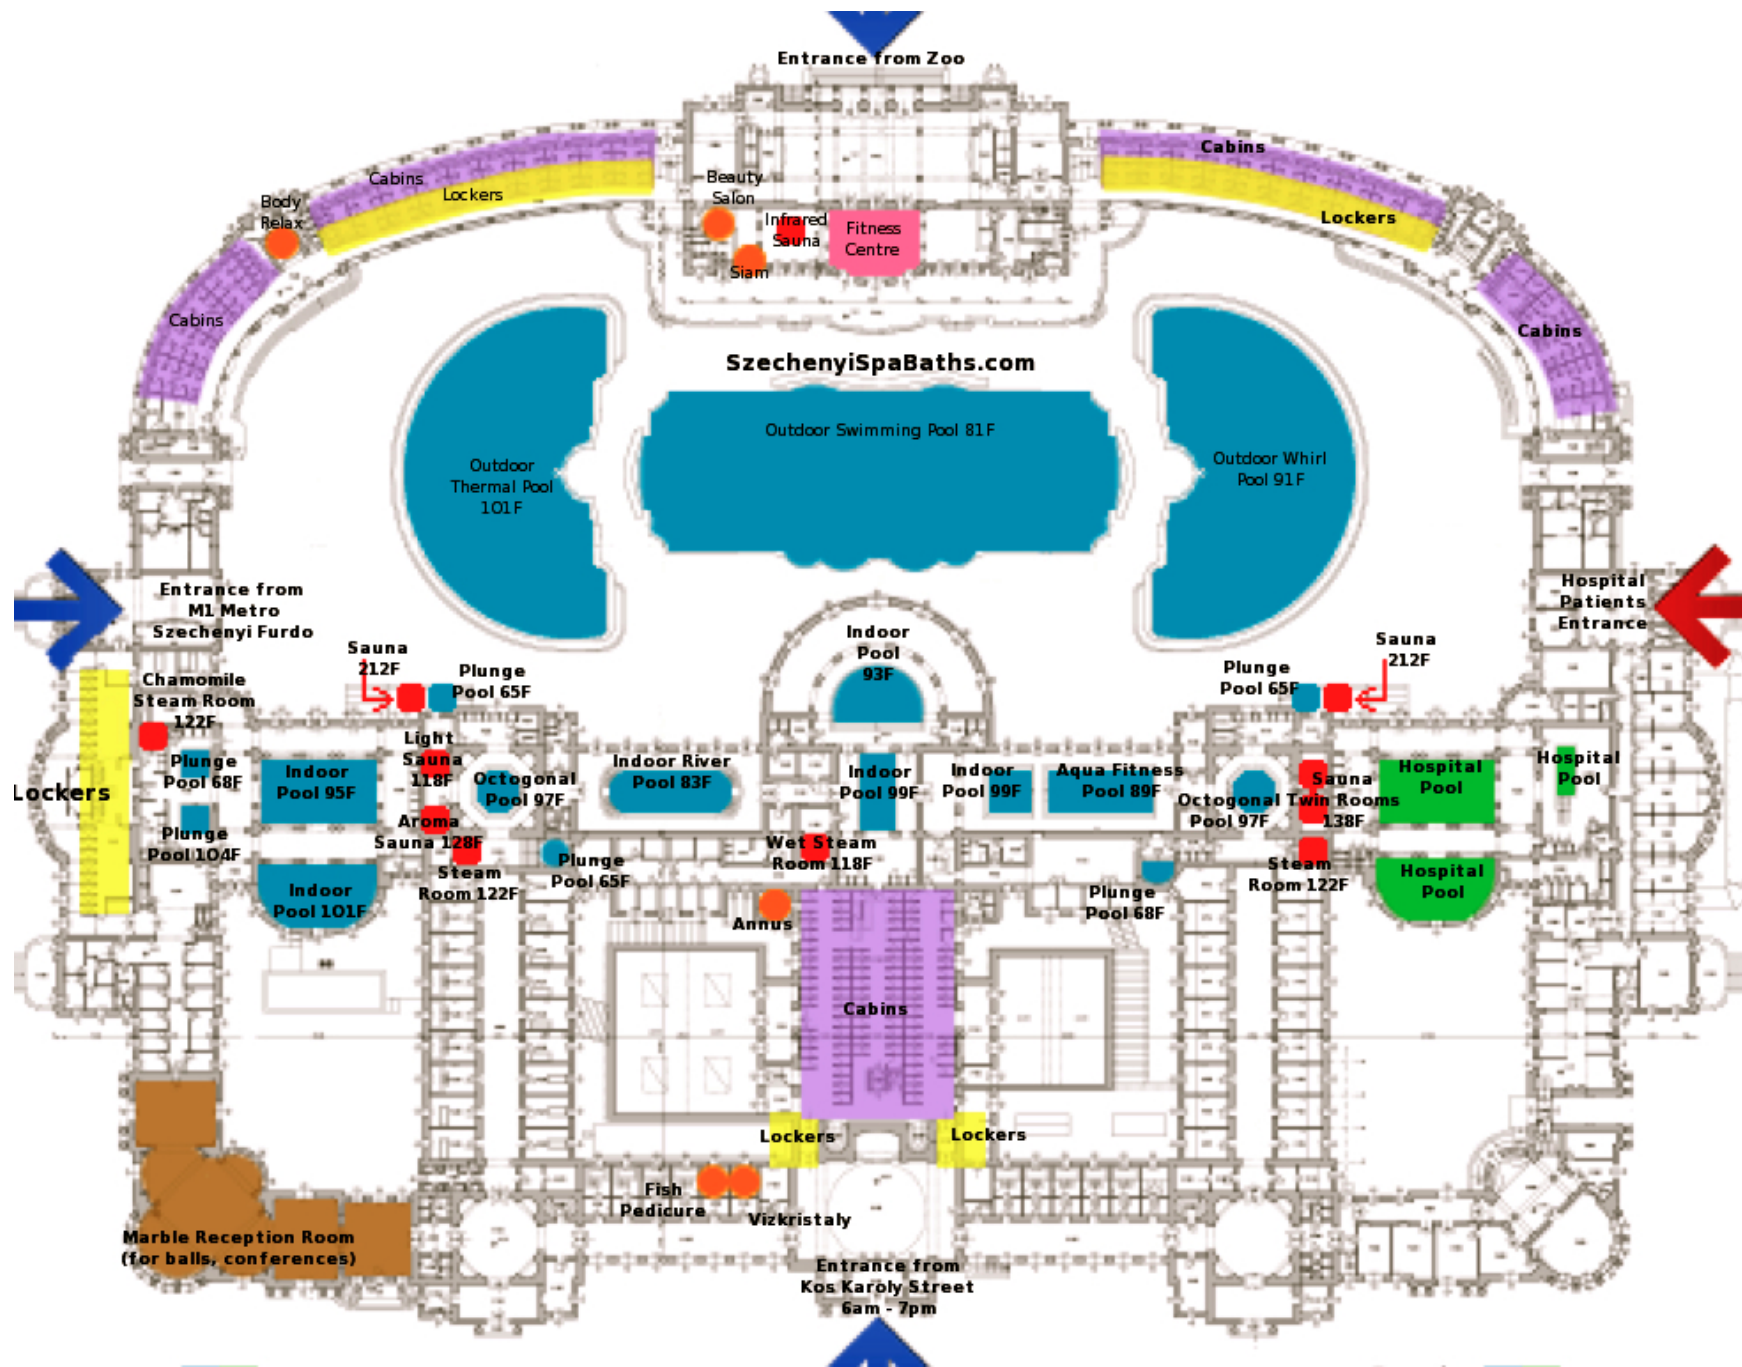 Entrance from Zoo
Cabins
Lockers
Body
Relax
Cabins
Beauty
Salon
Infrared
Sauna
Siam
Fitness
Centre
Cabins
Lockers
Cabins
SzechenyiSpaBaths.com
Outdoor
Thermal Pool
101F
Outdoor Swimming Pool 81F
Outdoor Whirl
Pool 91F
Entrance from
M1 Metro
Szechenyi Furdo
Hospital
Patients
Entrance
Sauna
212F
Plunge
Pool 65F
Indoor
Pool
93F
Plunge
Pool 65F
Sauna
212F
Chamomile
Steam Room
122F
Lockers
Plunge
Pool 68F
Plunge
Pool 104F
Indoor
Pool 95F
Indoor
Pool 101F
Light
Sauna
118F
Aroma
Sauna 128F
Steam
Room 122F
Octogonal
Pool 97F
Plunge
Pool 65F
Indoor River
Pool 83F
Wet Steam
Room 118F
Indoor
Pool 99F
Indoor
Pool 99F
Aqua Fitness
Pool 89F
Octogonal
Pool 97F
Sauna
Twin Rooms
138F
Steam
Room 122F
Plunge
Pool 68F
Hospital
Pool
Hospital
Pool
Hospital
Pool
Annus
Cabins
Lockers
Lockers
Fish
Pedicure
Vizkristaly
Marble Reception Room
(for balls, conferences)
Entrance from
Kos Karoly Street
6am - 7pm